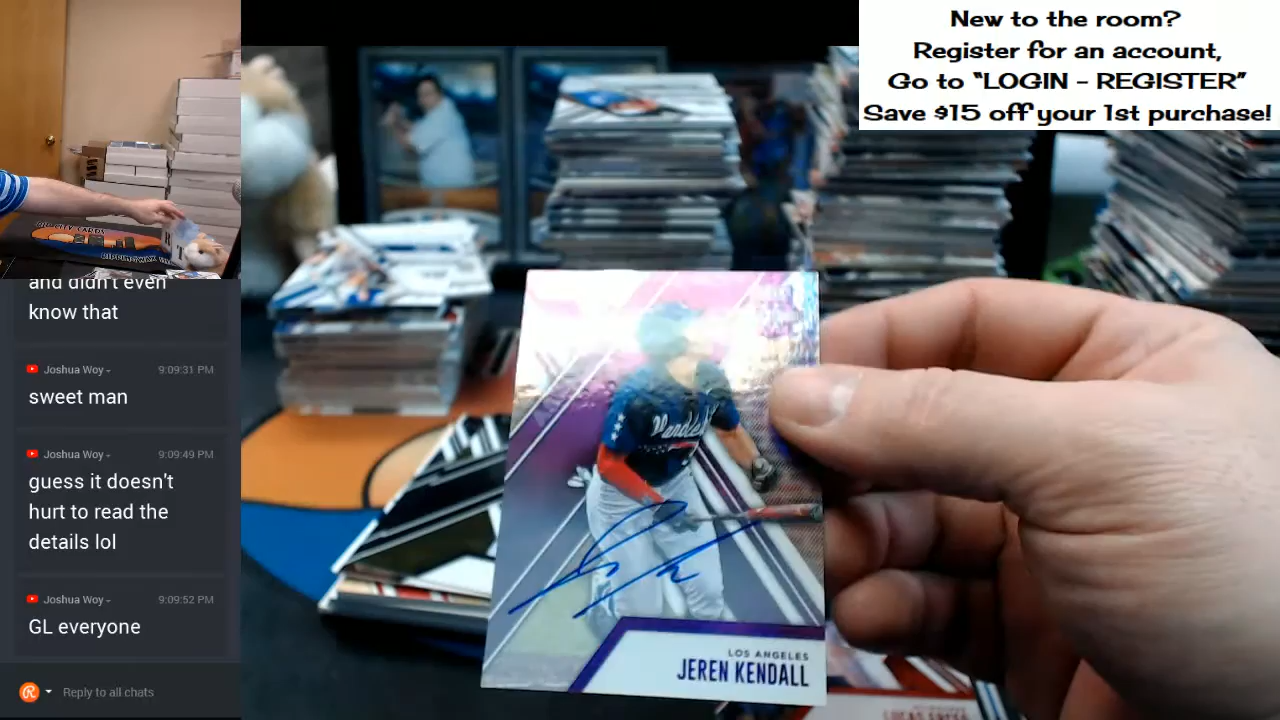 New to the room?
Register for an account,
Go to "LOGIN - REGISTER"
Save $15 off your 1st purchase!
and didn't even
know that
Joshua Woy
9:09:31 PM
sweet man
Joshua Woy
9:09:49 PM
guess it doesn't
hurt to read the
details lol
Joshua Woy
9:09:52 PM
GL everyone
Reply to all chats
LOS ANGELES
JEREN KENDALL